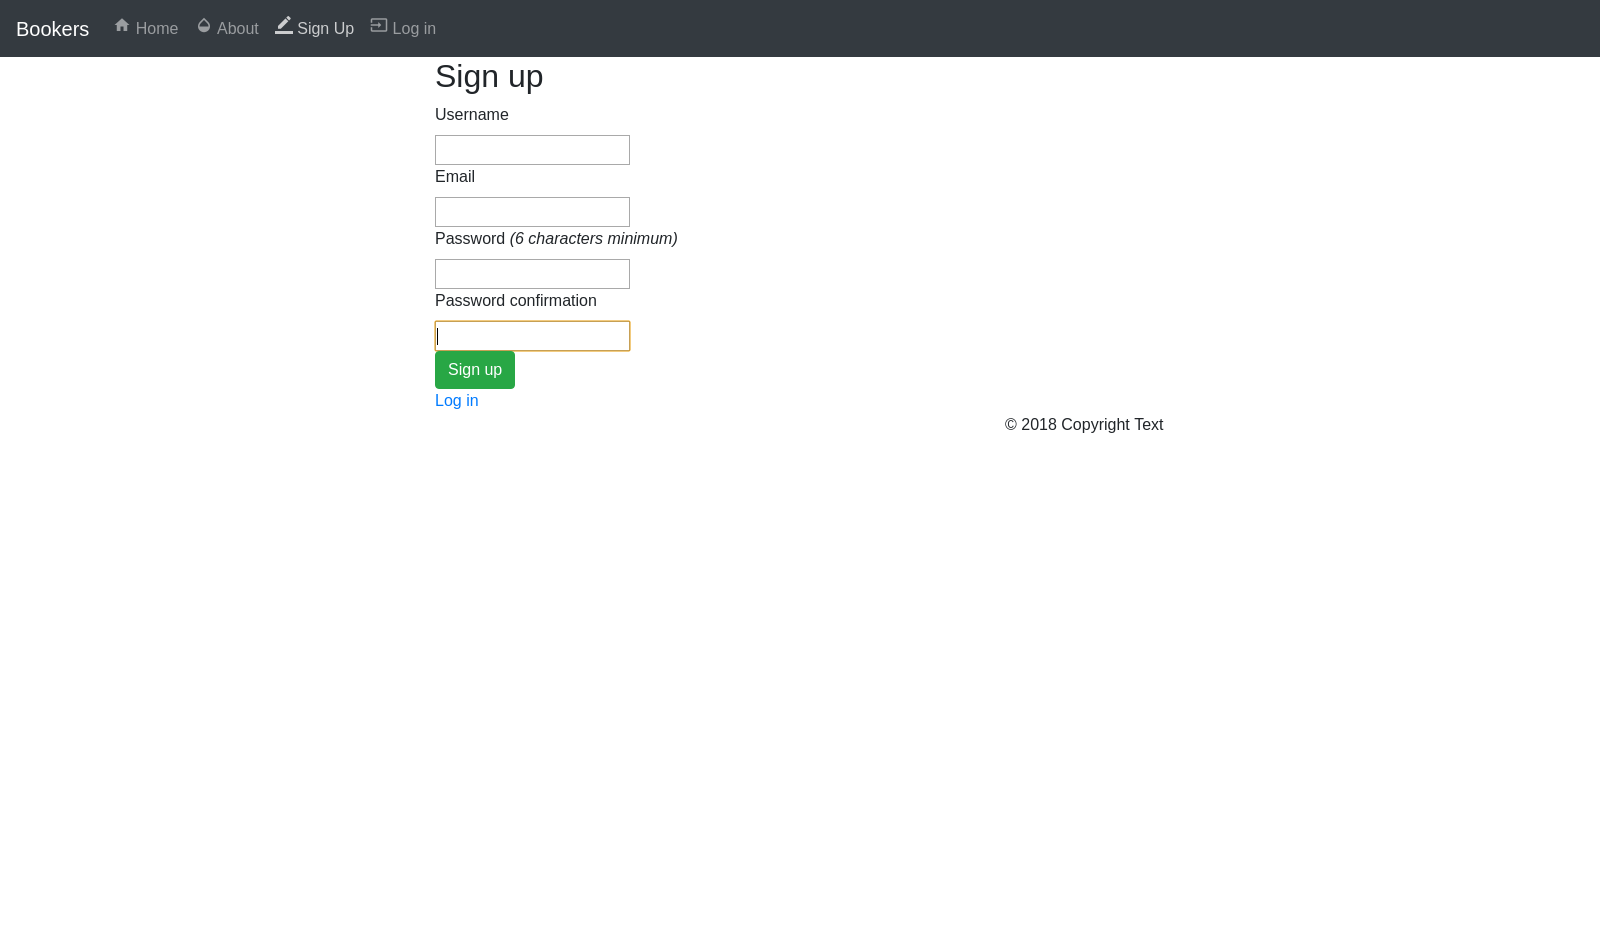 Bookers Home About Sign Up Log in
Sign up
Username
Email
Password (6 characters minimum)
Password confirmation
Sign up
Log in
© 2018 Copyright Text